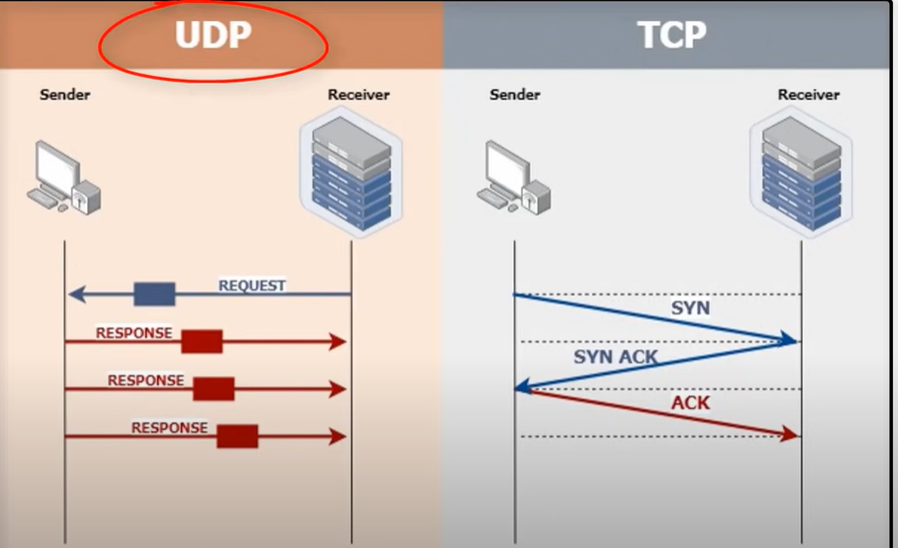 UDP
TCP
Sender
Receiver
Sender
Receiver
REQUEST
RESPONSE
RESPONSE
RESPONSE
SYN
SYN ACK
ACK